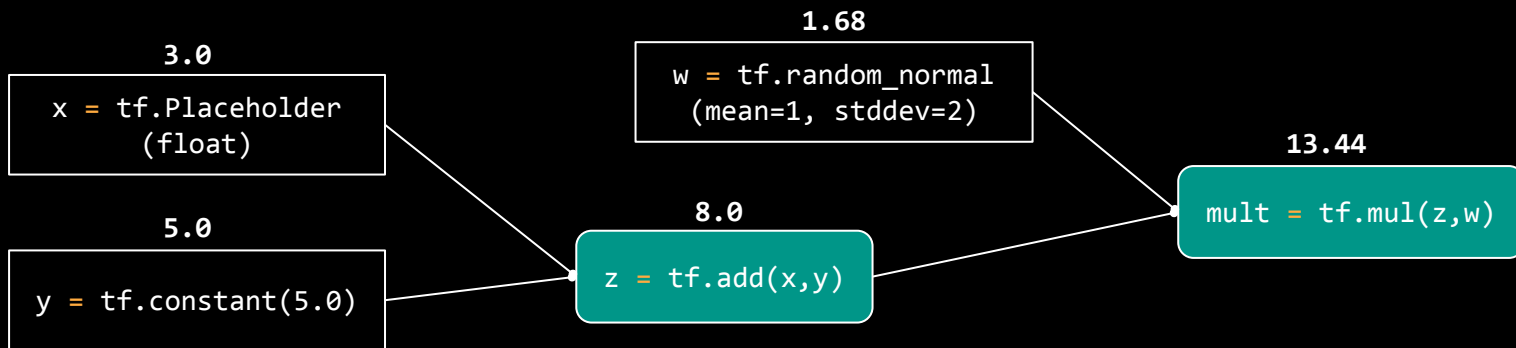 3.0
x = tf.Placeholder
(float)
5.0
y = tf.constant(5.0)
1.68
w = tf.random_normal
(mean=1, stddev=2)
8.0
z = tf.add(x,y)
13.44
mult = tf.mul(z,w)